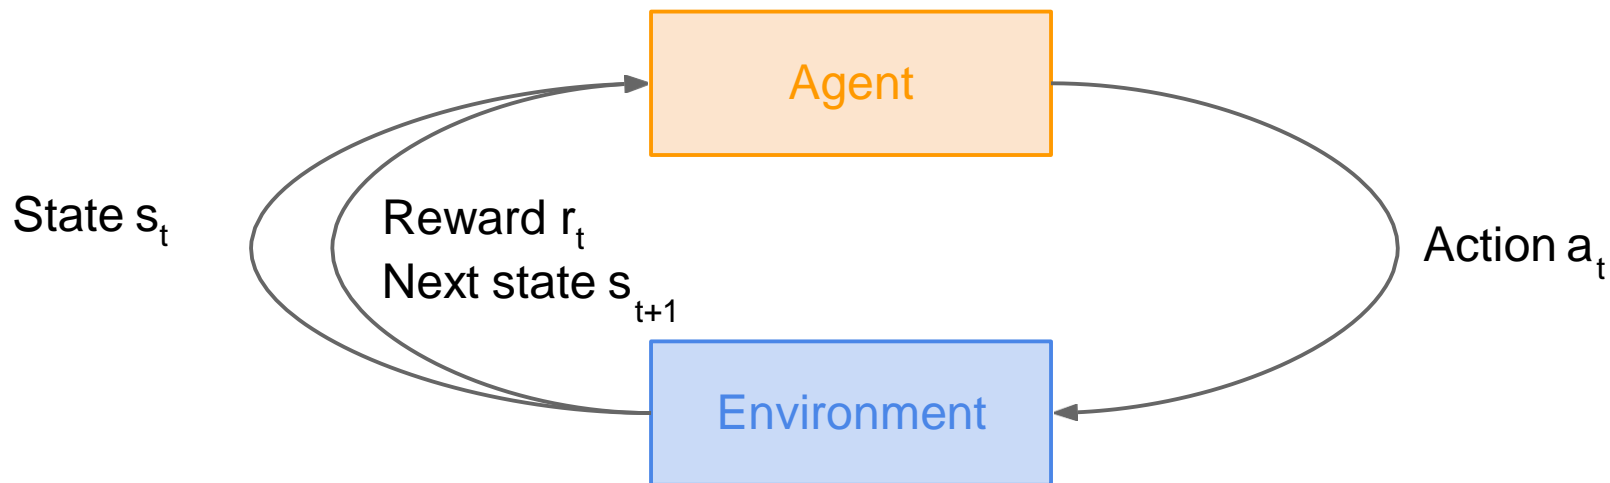 Agent
State sₜ
Reward rₜ
Next state sₜ₊₁
Action aₜ
Environment